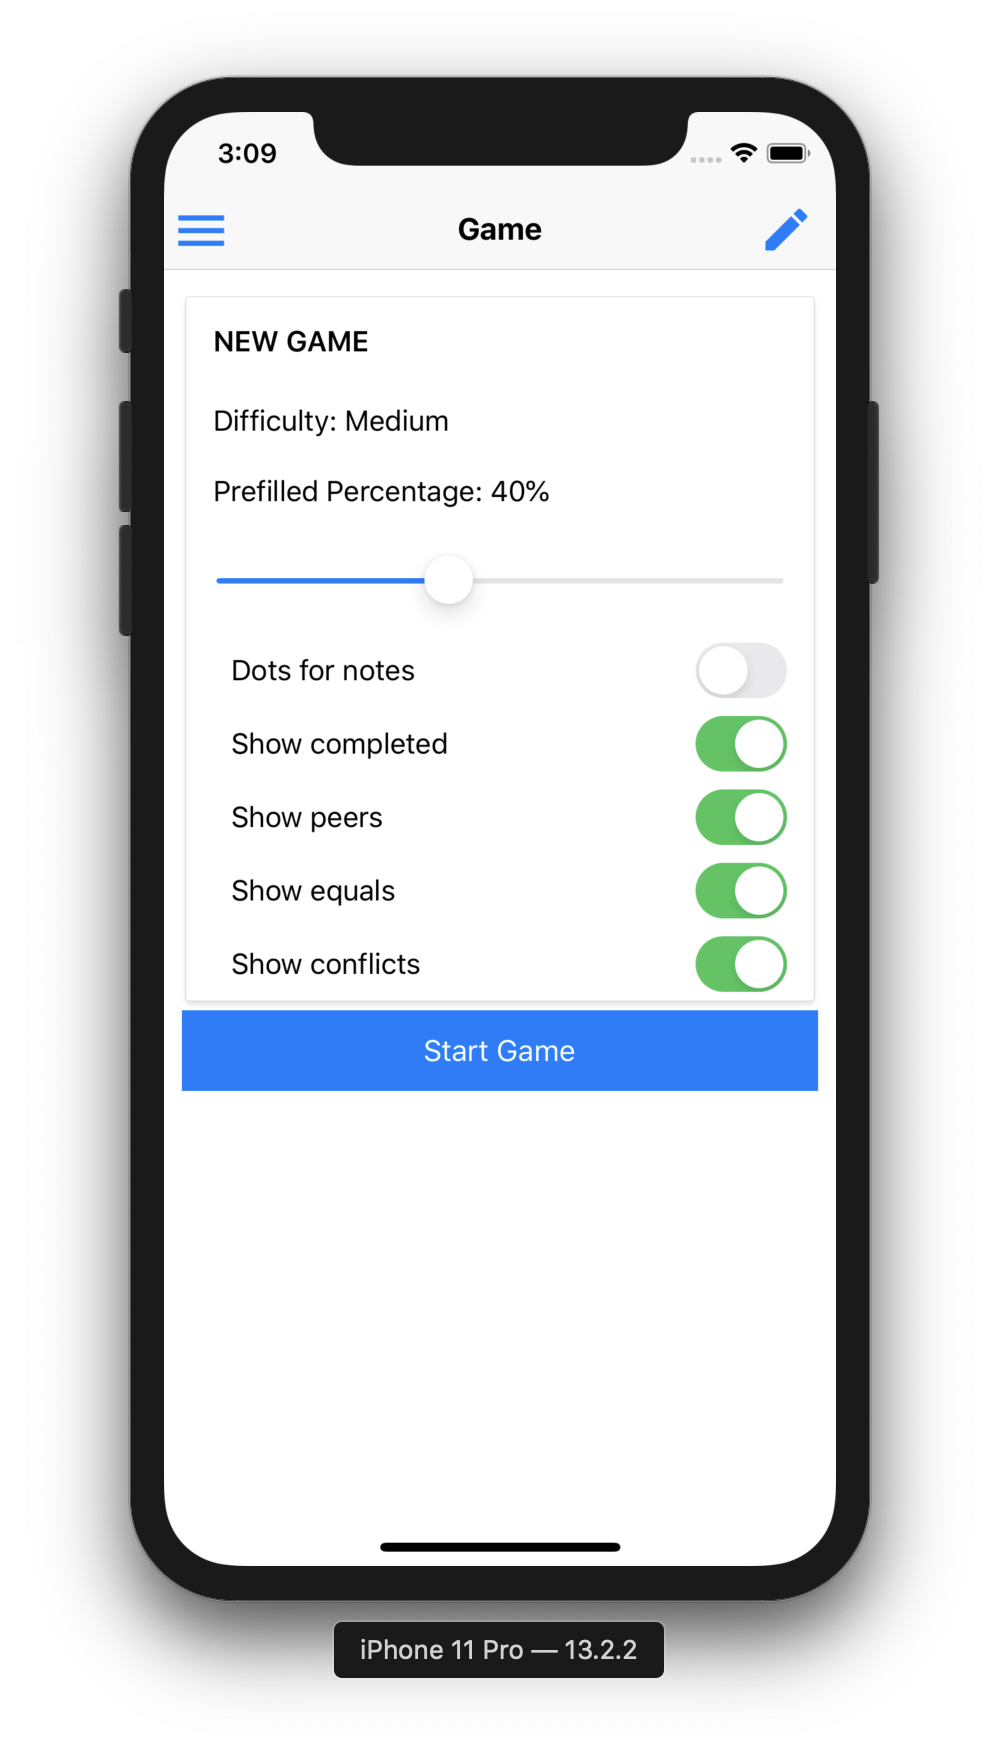 3:09
Game
NEW GAME
Difficulty: Medium
Prefilled Percentage: 40%
Dots for notes
Show completed
Show peers
Show equals
Show conflicts
Start Game
iPhone 11 Pro — 13.2.2